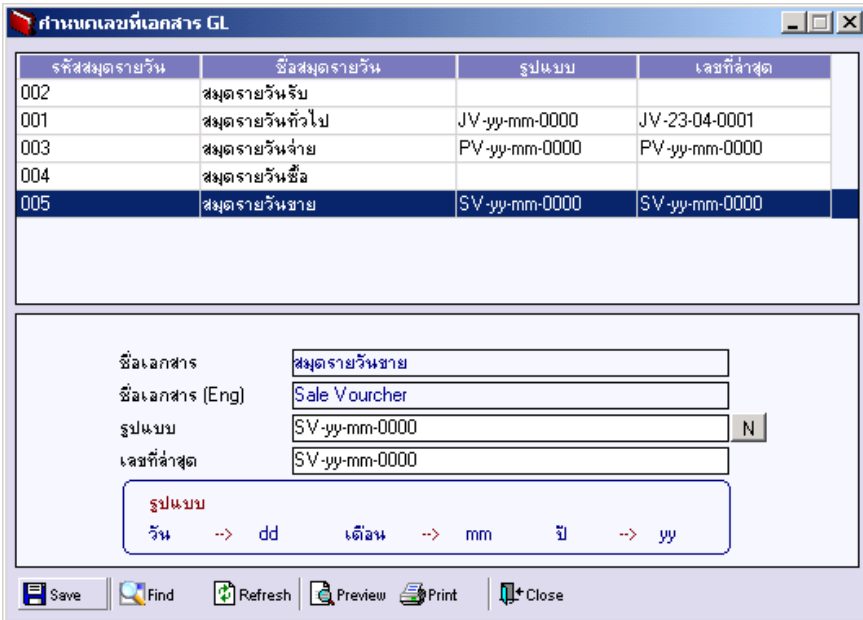 กำหนดเลขที่เอกสาร GL
รหัสสมุดรายวัน ชื่อสมุดรายวัน รูปแบบ เลขที่ล่าสุด
002 สมุดรายวันรับ
001 สมุดรายวันทั่วไป JV-yy-mm-0000 JV-23-04-0001
003 สมุดรายวันจ่าย PV-yy-mm-0000 PV-yy-mm-0000
004 สมุดรายวันซื้อ
005 สมุดรายวันขาย SV-yy-mm-0000 SV-yy-mm-0000
ชื่อเอกสาร สมุดรายวันขาย
ชื่อเอกสาร (Eng) Sale Vourcher
รูปแบบ SV-yy-mm-0000 N
เลขที่ล่าสุด SV-yy-mm-0000
รูปแบบ
วัน --> dd เดือน --> mm ปี --> yy
Save Find Refresh Preview Print Close